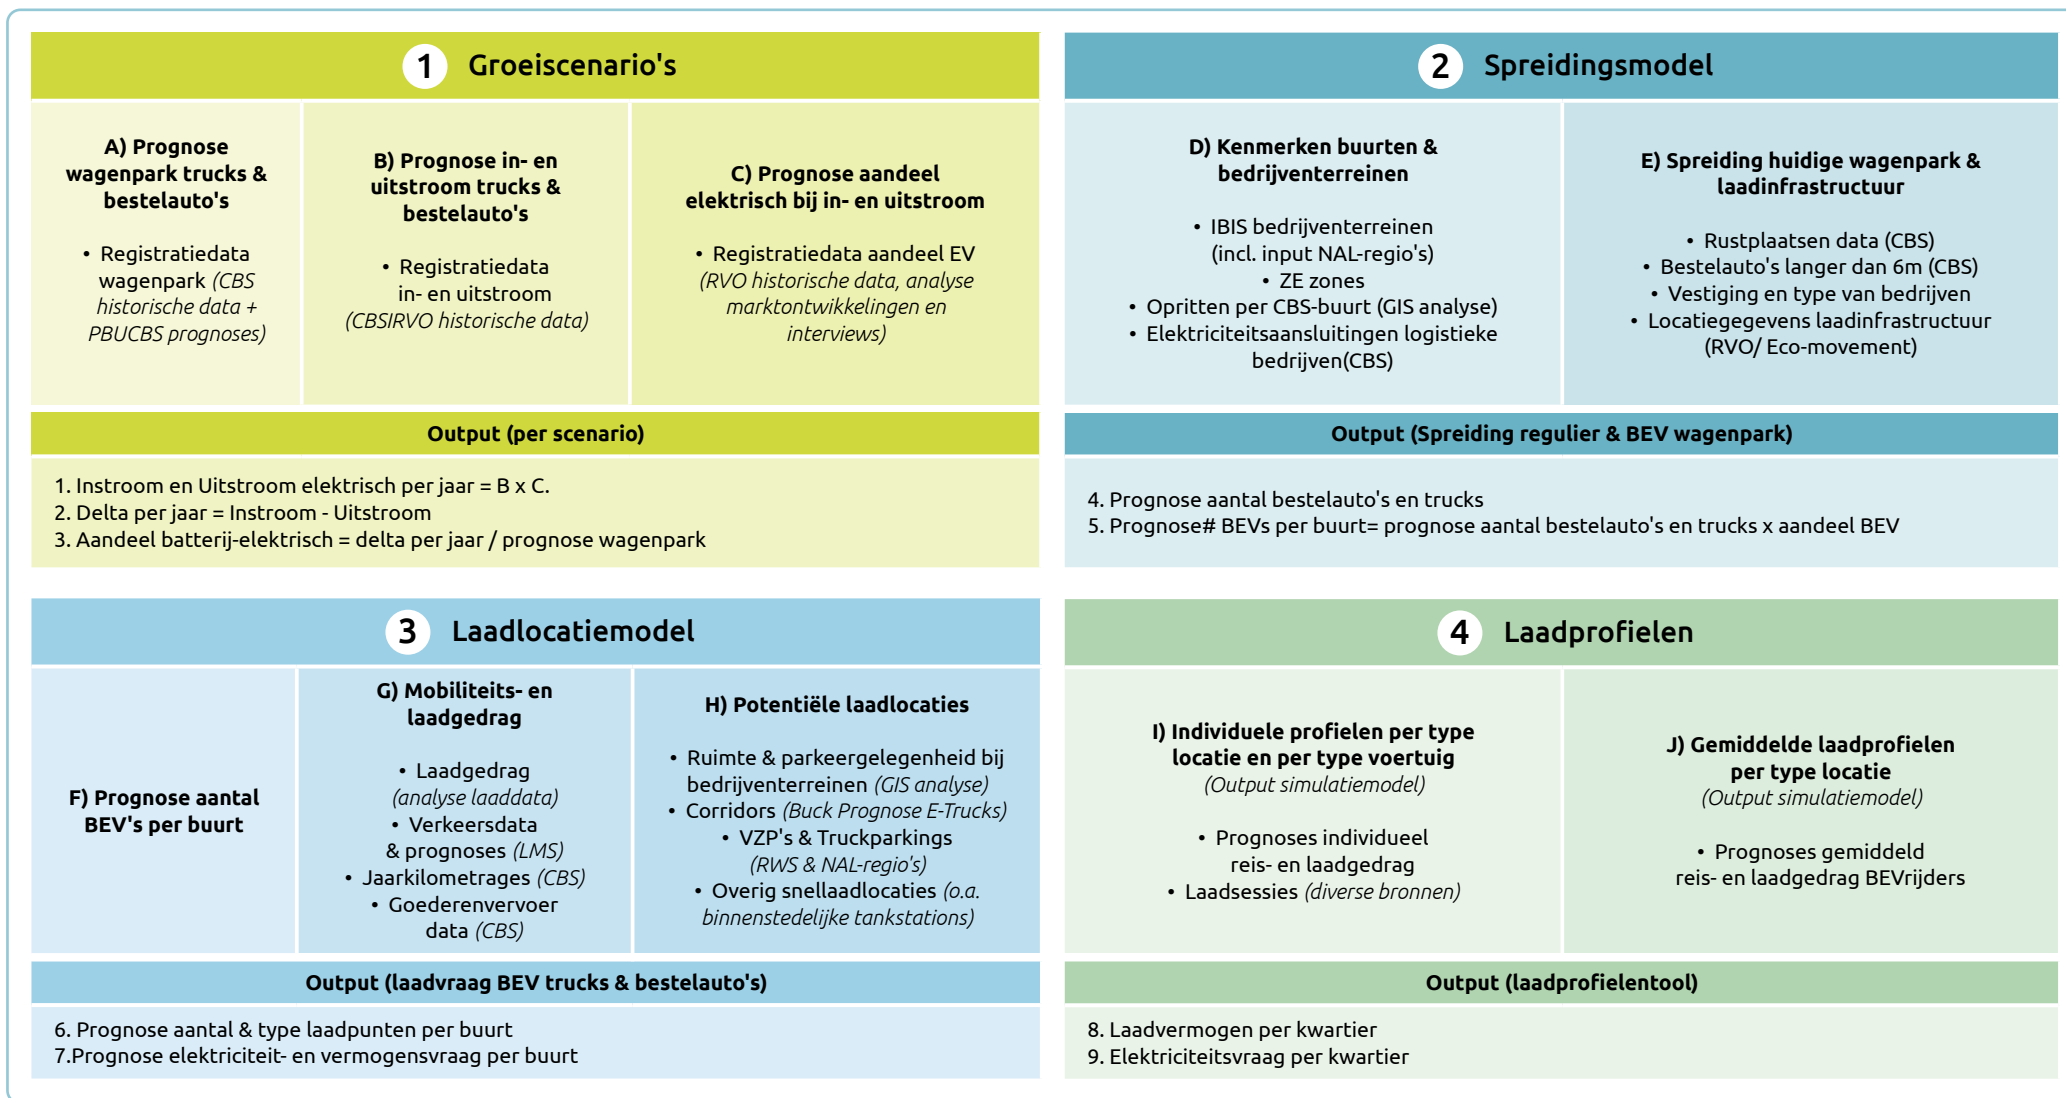 1 Groeiscenario's
A) Prognose
wagenpark trucks &
bestelauto's
• Registratiedata
wagenpark (CBS
historische data +
PBUCBS prognoses)
B) Prognose in- en
uitstroom trucks &
bestelauto's
• Registratiedata
in- en uitstroom
(CBSIRVO historische data)
C) Prognose aandeel
elektrisch bij in- en uitstroom
• Registratiedata aandeel EV
(RVO historische data, analyse
marktontwikkelingen en
interviews)
Output (per scenario)
1. Instroom en Uitstroom elektrisch per jaar = B x C.
2. Delta per jaar = Instroom - Uitstroom
3. Aandeel batterij-elektrisch = delta per jaar / prognose wagenpark
2 Spreidingsmodel
D) Kenmerken buurten &
bedrijventerreinen
• IBIS bedrijventerreinen
(incl. input NAL-regio's)
• ZE zones
• Opritten per CBS-buurt (GIS analyse)
• Elektriciteitsaansluitingen logistieke
bedrijven(CBS)
E) Spreiding huidige wagenpark &
laadinfrastructuur
• Rustplaatsen data (CBS)
• Bestelauto's langer dan 6m (CBS)
• Vestiging en type van bedrijven
• Locatiegegevens laadinfrastructuur
(RVO/ Eco-movement)
Output (Spreiding regulier & BEV wagenpark)
4. Prognose aantal bestelauto's en trucks
5. Prognose# BEVs per buurt= prognose aantal bestelauto's en trucks x aandeel BEV
3 Laadlocatiemodel
F) Prognose aantal
BEV's per buurt
G) Mobiliteits- en
laadgedrag
• Laadgedrag
(analyse laaddata)
• Verkeersdata
& prognoses (LMS)
• Jaarkilometrages (CBS)
• Goederenvervoer
data (CBS)
H) Potentiële laadlocaties
• Ruimte & parkeergelegenheid bij
bedrijventerreinen (GIS analyse)
• Corridors (Buck Prognose E-Trucks)
• VZP's & Truckparkings
(RWS & NAL-regio's)
• Overig snellaadlocaties (o.a.
binnenstedelijke tankstations)
Output (laadvraag BEV trucks & bestelauto's)
6. Prognose aantal & type laadpunten per buurt
7.Prognose elektriciteit- en vermogensvraag per buurt
4 Laadprofielen
I) Individuele profielen per type
locatie en per type voertuig
(Output simulatiemodel)
• Prognoses individueel
reis- en laadgedrag
• Laadsessies (diverse bronnen)
J) Gemiddelde laadprofielen
per type locatie
(Output simulatiemodel)
• Prognoses gemiddeld
reis- en laadgedrag BEVrijders
Output (laadprofielentool)
8. Laadvermogen per kwartier
9. Elektriciteitsvraag per kwartier